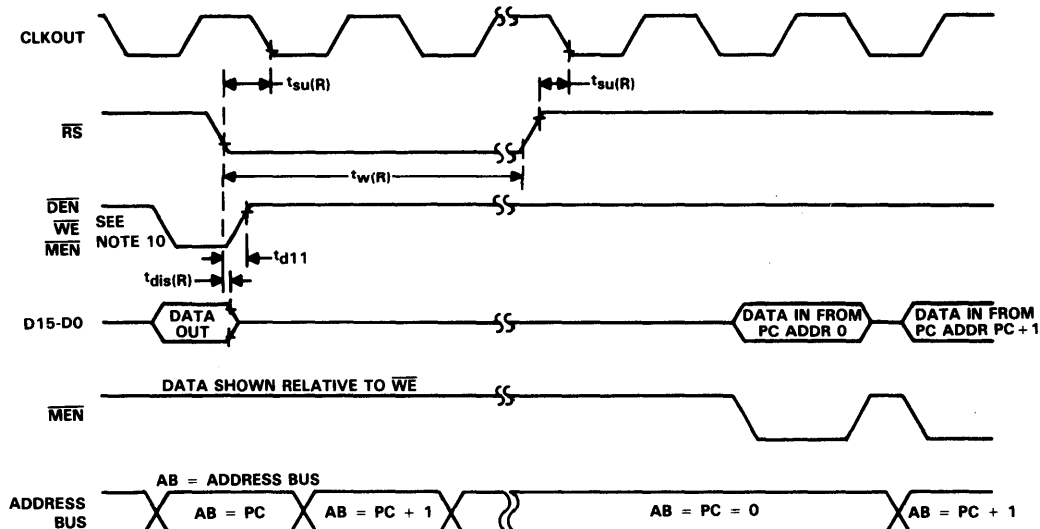 CLKOUT
tsu(R) tsu(R)
RS
tw(R)
DEN
WE
MEN
SEE
NOTE 10
td11
tdis(R)
D15-D0
DATA
OUT
DATA IN FROM
PC ADDR 0
DATA IN FROM
PC ADDR PC + 1
DATA SHOWN RELATIVE TO WE
MEN
AB = ADDRESS BUS
ADDRESS
BUS
AB = PC
AB = PC + 1
AB = PC = 0
AB = PC + 1